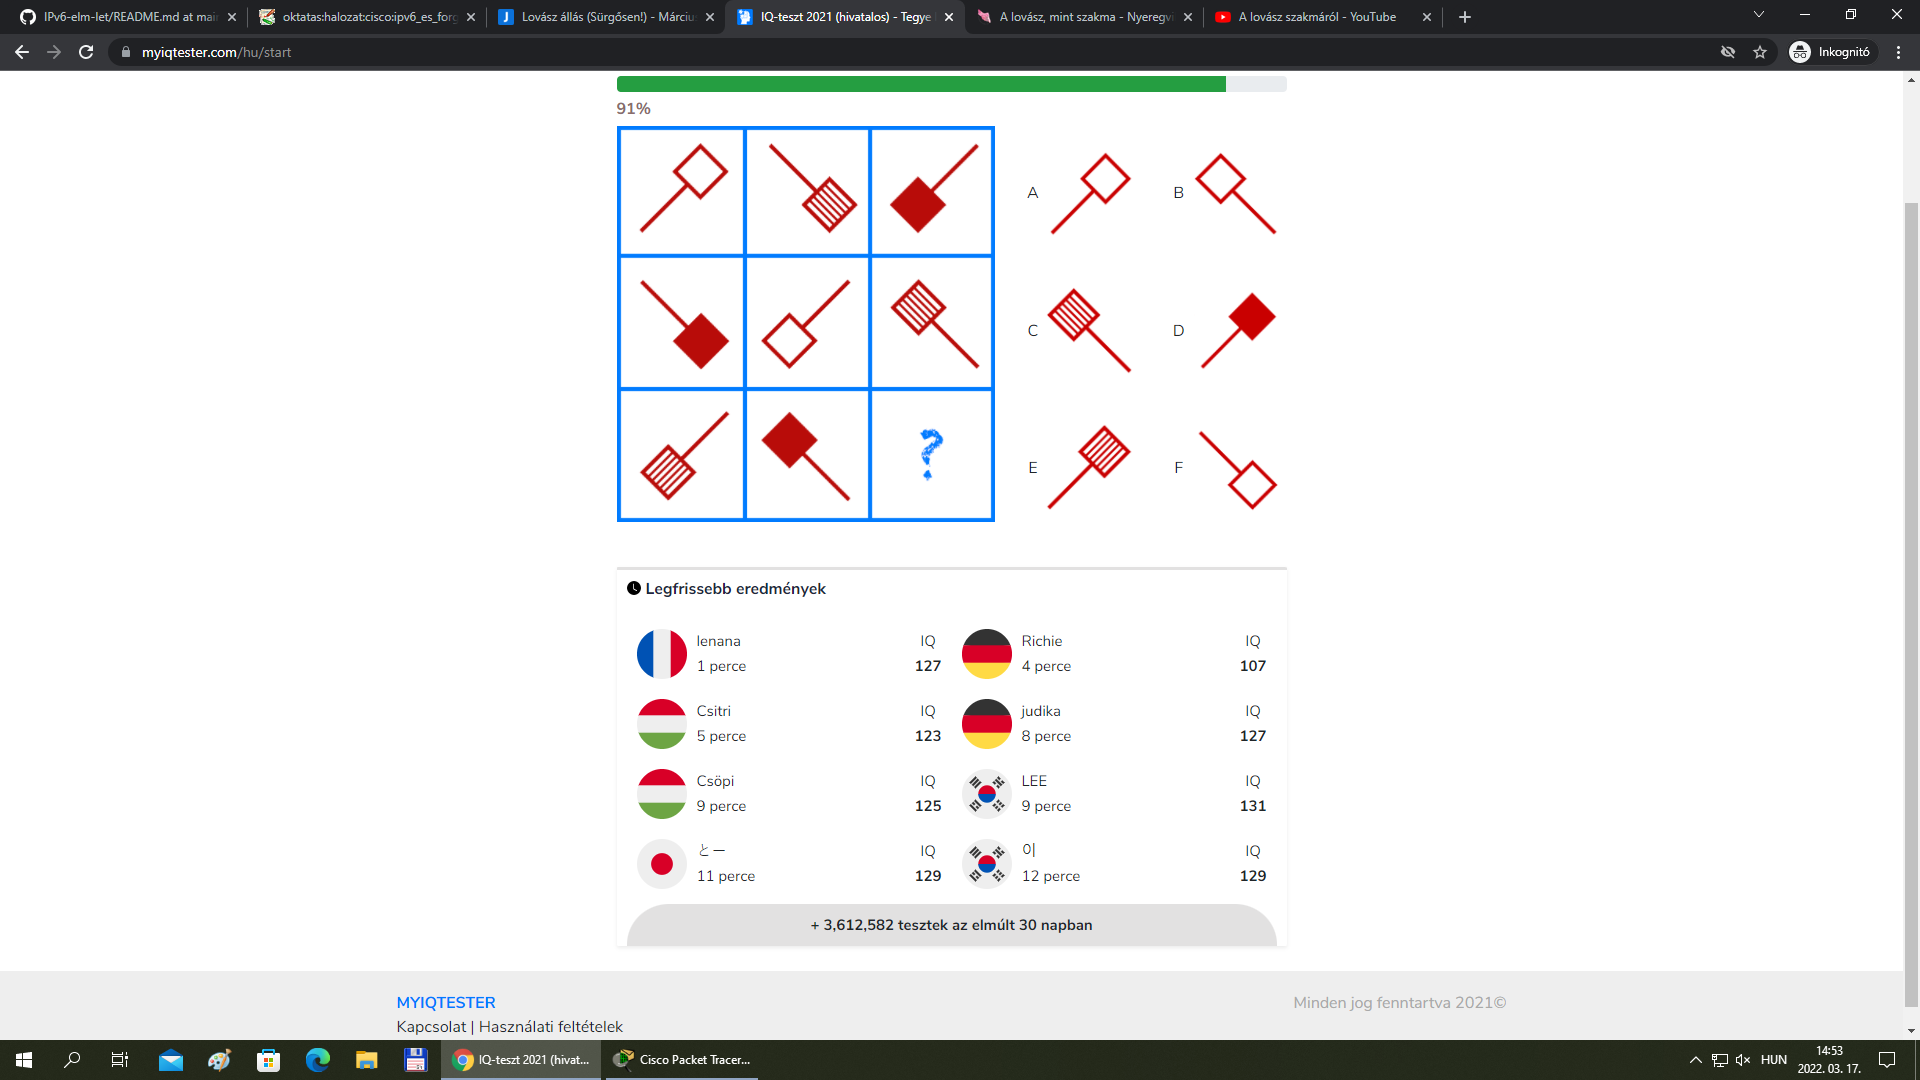 IPv6-elm-let/README.md at mai
oktatas:halozat:cisco:ipv6_es_forg
Lovász állás (Sürgősen!) - Márciu
IQ-teszt 2021 (hivatalos) - Tegye
A lovász, mint szakma - Nyeregvi
A lovász szakmáról - YouTube
myiqtester.com/hu/start
Inkognitó
91%
A
B
C
D
E
F
?
Legfrissebb eredmények
lenana
IQ
1 perce
127
Richie
IQ
4 perce
107
Csitri
IQ
5 perce
123
judika
IQ
8 perce
127
Csöpi
IQ
9 perce
125
LEE
IQ
9 perce
131
とー
IQ
11 perce
129
이
IQ
12 perce
129
+ 3,612,582 tesztek az elmúlt 30 napban
MYIQTESTER
Minden jog fenntartva 2021©
Kapcsolat | Használati feltételek
IQ-teszt 2021 (hivat...
Cisco Packet Tracer...
HUN
14:53
2022. 03. 17.